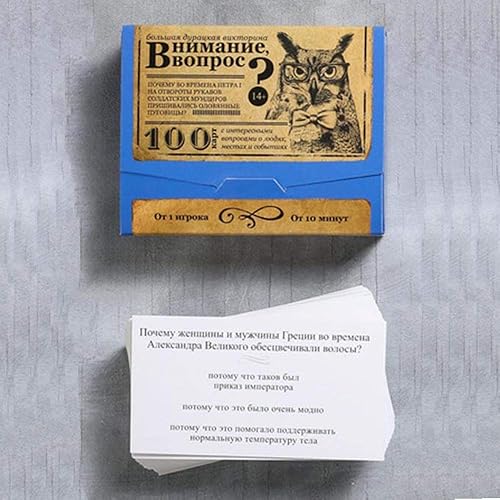 большая дурацкая викторина
Внимание,
вопрос
?
ПОЧЕМУ ВО ВРЕМЕНА ПЕТРА I
НА ОТВОРОТЫ РУКАВОВ
СОЛДАТСКИХ МУНДИРОВ
ПРИШИВАЛИСЬ ОЛОВЯННЫЕ
ПУГОВИЦЫ?
14+
100
карт
с интересными
вопросами о людях,
местах и событиях
От 1 игрока
От 10 минут
Почему женщины и мужчины Греции во времена
Александра Великого обесцвечивали волосы?
потому что таков был
приказ императора
потому что это было очень модно
потому что это помогало поддерживать
нормальную температуру тела